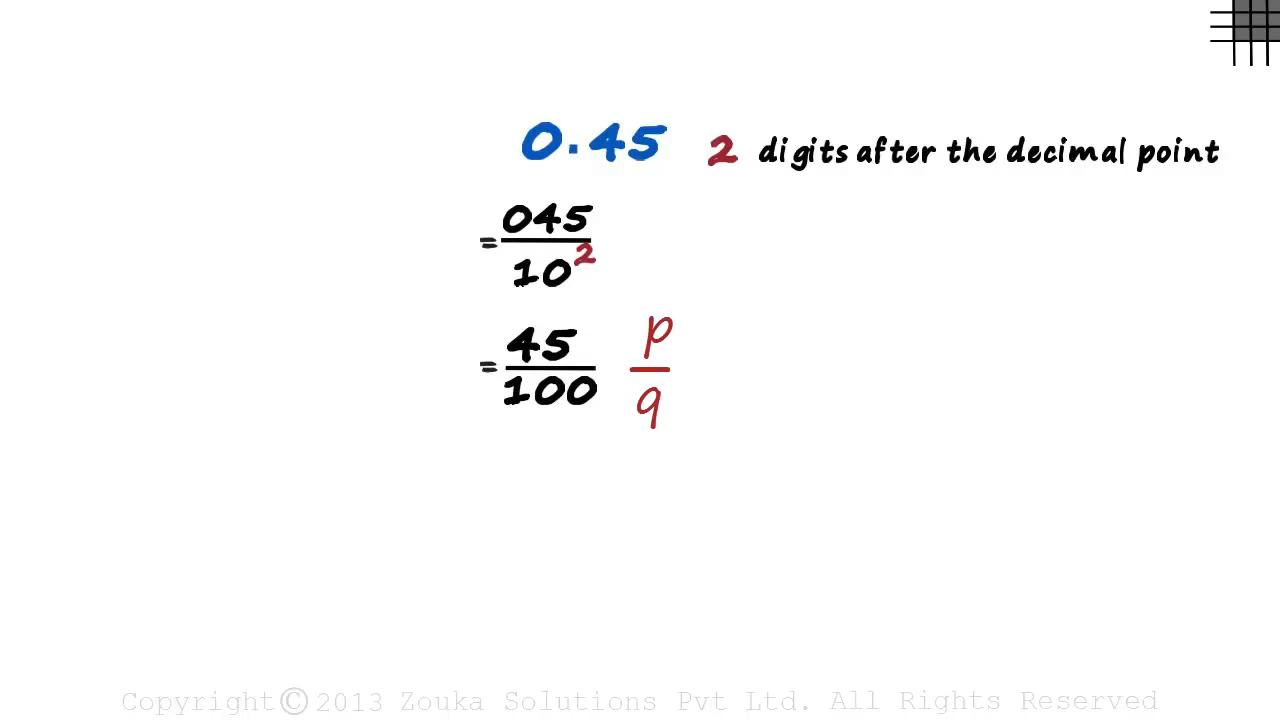 0.45 2 digits after the decimal point
= 045
10²
= 45 p
100 q
Copyright© 2013 Zouka Solutions Pvt Ltd. All Rights Reserved